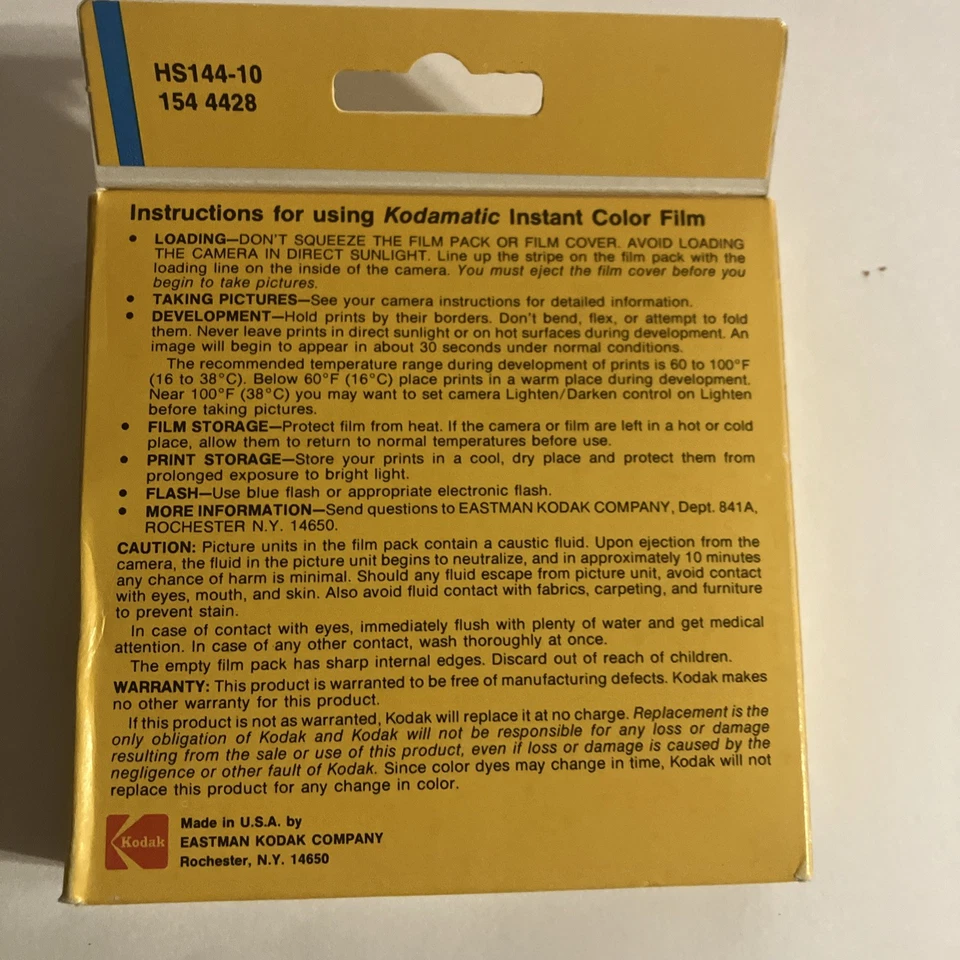 HS144-10
154 4428
Instructions for using Kodamatic Instant Color Film
• LOADING—DON'T SQUEEZE THE FILM PACK OR FILM COVER. AVOID LOADING
THE CAMERA IN DIRECT SUNLIGHT. Line up the stripe on the film pack with the
loading line on the inside of the camera. You must eject the film cover before you
begin to take pictures.
• TAKING PICTURES—See your camera instructions for detailed information.
• DEVELOPMENT—Hold prints by their borders. Don't bend, flex, or attempt to fold
them. Never leave prints in direct sunlight or on hot surfaces during development. An
image will begin to appear in about 30 seconds under normal conditions.
The recommended temperature range during development of prints is 60 to 100°F
(16 to 38°C). Below 60°F (16°C) place prints in a warm place during development.
Near 100°F (38°C) you may want to set camera Lighten/Darken control on Lighten
before taking pictures.
• FILM STORAGE—Protect film from heat. If the camera or film are left in a hot or cold
place, allow them to return to normal temperatures before use.
• PRINT STORAGE—Store your prints in a cool, dry place and protect them from
prolonged exposure to bright light.
• FLASH—Use blue flash or appropriate electronic flash.
• MORE INFORMATION—Send questions to EASTMAN KODAK COMPANY, Dept. 841A,
ROCHESTER N.Y. 14650.
CAUTION: Picture units in the film pack contain a caustic fluid. Upon ejection from the
camera, the fluid in the picture unit begins to neutralize, and in approximately 10 minutes
any chance of harm is minimal. Should any fluid escape from picture unit, avoid contact
with eyes, mouth, and skin. Also avoid fluid contact with fabrics, carpeting, and furniture
to prevent stain.
In case of contact with eyes, immediately flush with plenty of water and get medical
attention. In case of any other contact, wash thoroughly at once.
The empty film pack has sharp internal edges. Discard out of reach of children.
WARRANTY: This product is warranted to be free of manufacturing defects. Kodak makes
no other warranty for this product.
If this product is not as warranted, Kodak will replace it at no charge. Replacement is the
only obligation of Kodak and Kodak will not be responsible for any loss or damage
resulting from the sale or use of this product, even if loss or damage is caused by the
negligence or other fault of Kodak. Since color dyes may change in time, Kodak will not
replace this product for any change in color.
Kodak
Made in U.S.A. by
EASTMAN KODAK COMPANY
Rochester, N.Y. 14650